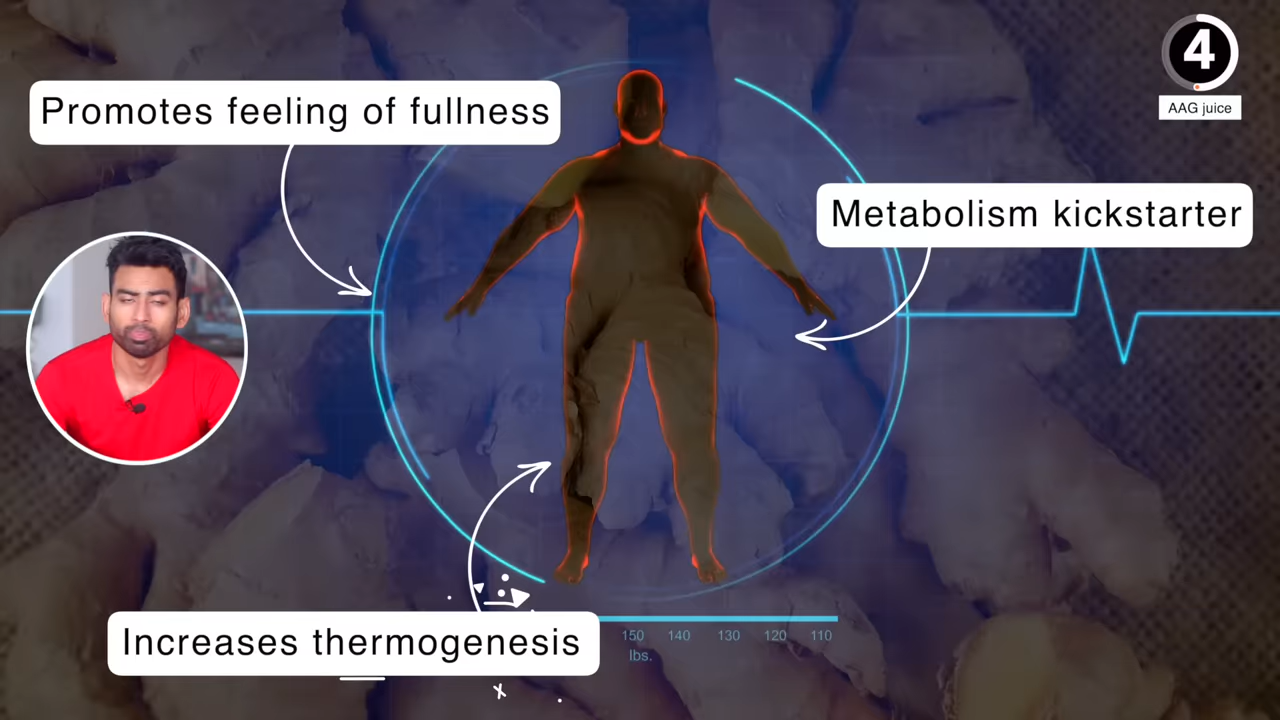 4
AAG juice
Promotes feeling of fullness
Metabolism kickstarter
Increases thermogenesis
150 140 130 120 110
lbs.